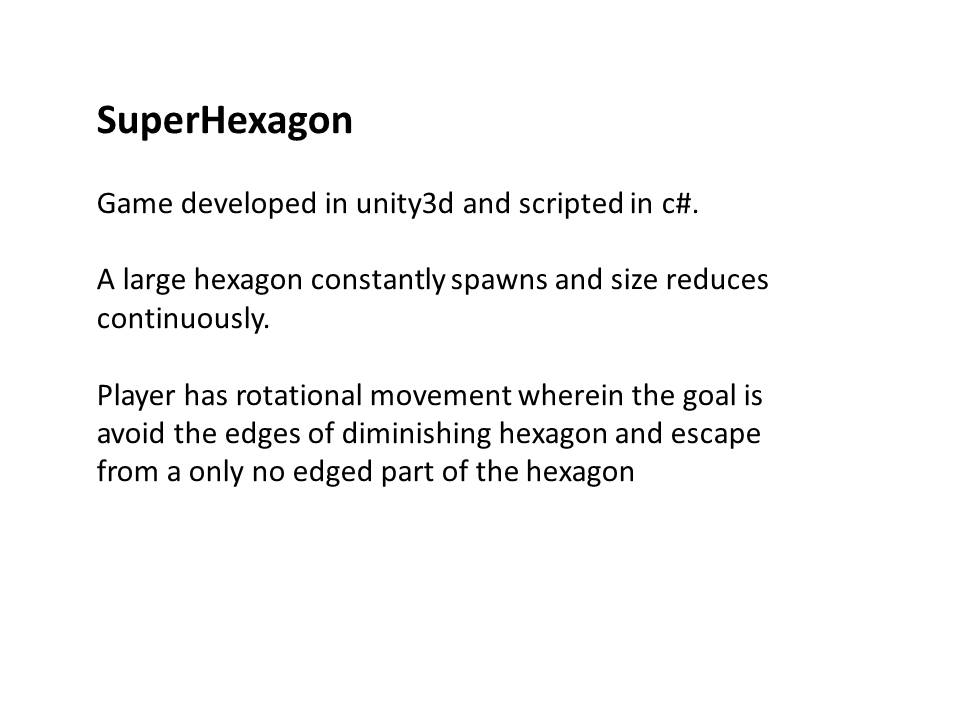 SuperHexagon
Game developed in unity3d and scripted in c#.
A large hexagon constantly spawns and size reduces
continuously.
Player has rotational movement wherein the goal is
avoid the edges of diminishing hexagon and escape
from a only no edged part of the hexagon